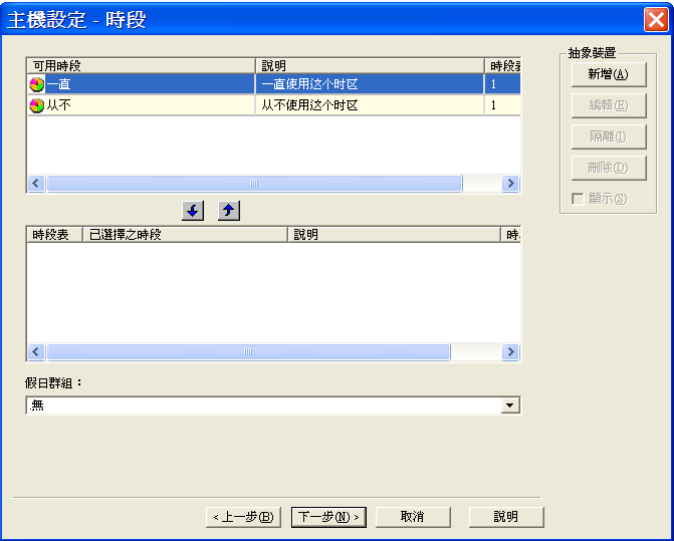 主機設定 - 時段
可用時段 說明 時段表
一直 一直使用这个时区 1
从不 从不使用这个时区 1
抽象裝置
新增(A)
編輯(E)
隔離(I)
刪除(D)
顯示(S)
時段表 已選擇之時段 說明 時
假日群組：
無
<上一步(B) 下一步(N)> 取消 說明